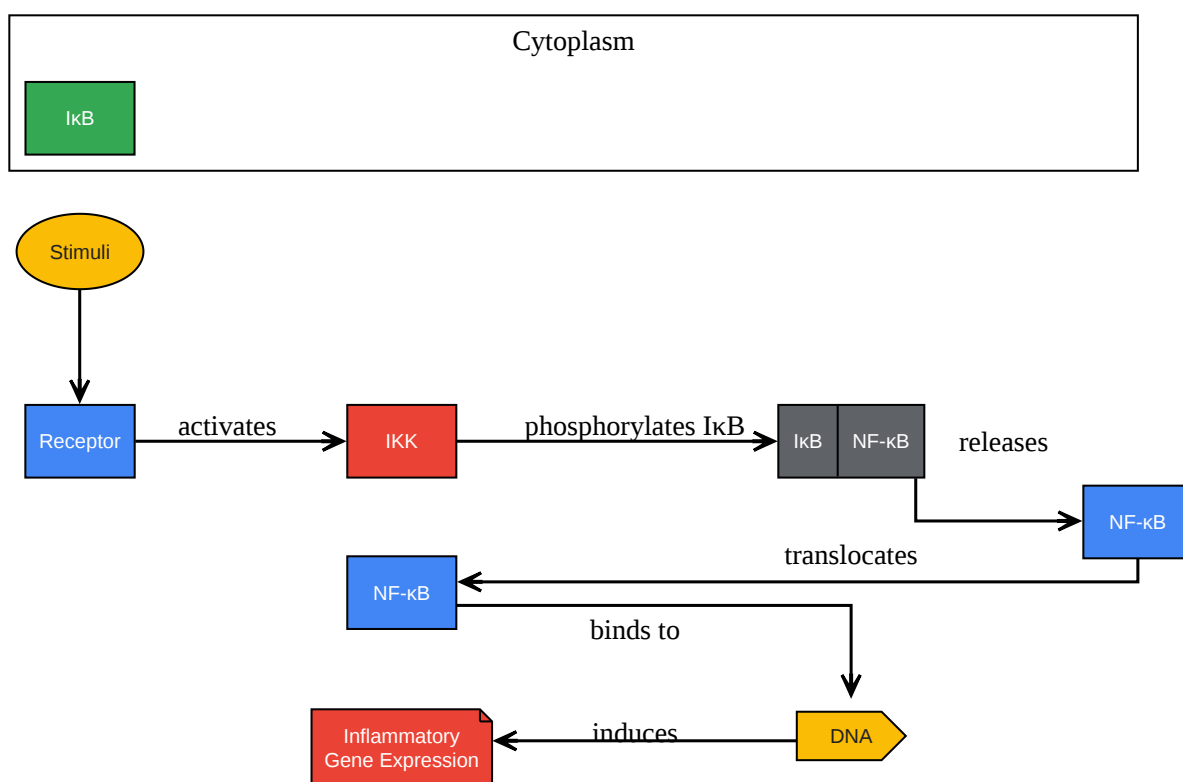 Cytoplasm
IκB
Stimuli
Receptor
activates
IKK
phosphorylates IκB
IκB
NF-κB
releases
NF-κB
translocates
NF-κB
binds to
DNA
induces
Inflammatory
Gene Expression